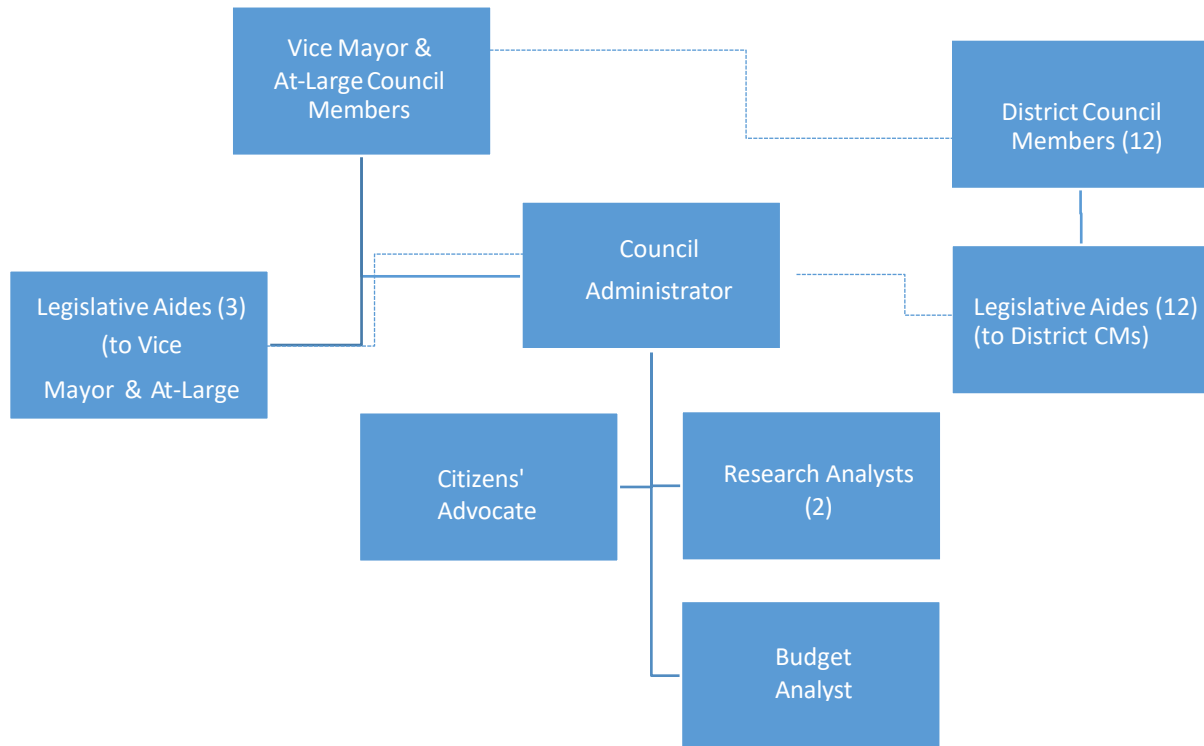 Vice Mayor &
At-Large Council
Members
District Council
Members (12)
Council
Administrator
Legislative Aides (3)
(to Vice
Mayor & At-Large
Legislative Aides (12)
(to District CMs)
Citizens'
Advocate
Research Analysts
(2)
Budget
Analyst